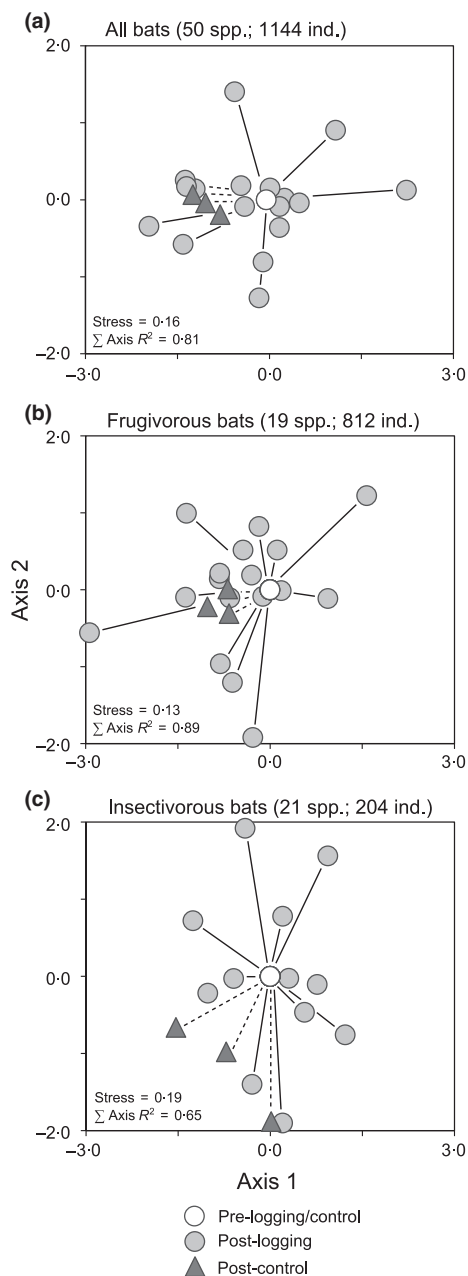 (a)
All bats (50 spp.; 1144 ind.)
2·0
0·0
Stress = 0·16
∑ Axis R² = 0·81
–2·0
–3·0 0·0 3·0
(b)
Frugivorous bats (19 spp.; 812 ind.)
2·0
Axis 2
0·0
Stress = 0·13
∑ Axis R² = 0·89
–2·0
–3·0 0·0 3·0
(c)
Insectivorous bats (21 spp.; 204 ind.)
2·0
0·0
Stress = 0·19
∑ Axis R² = 0·65
–2·0
–3·0 0·0 3·0
Axis 1
Pre-logging/control
Post-logging
Post-control